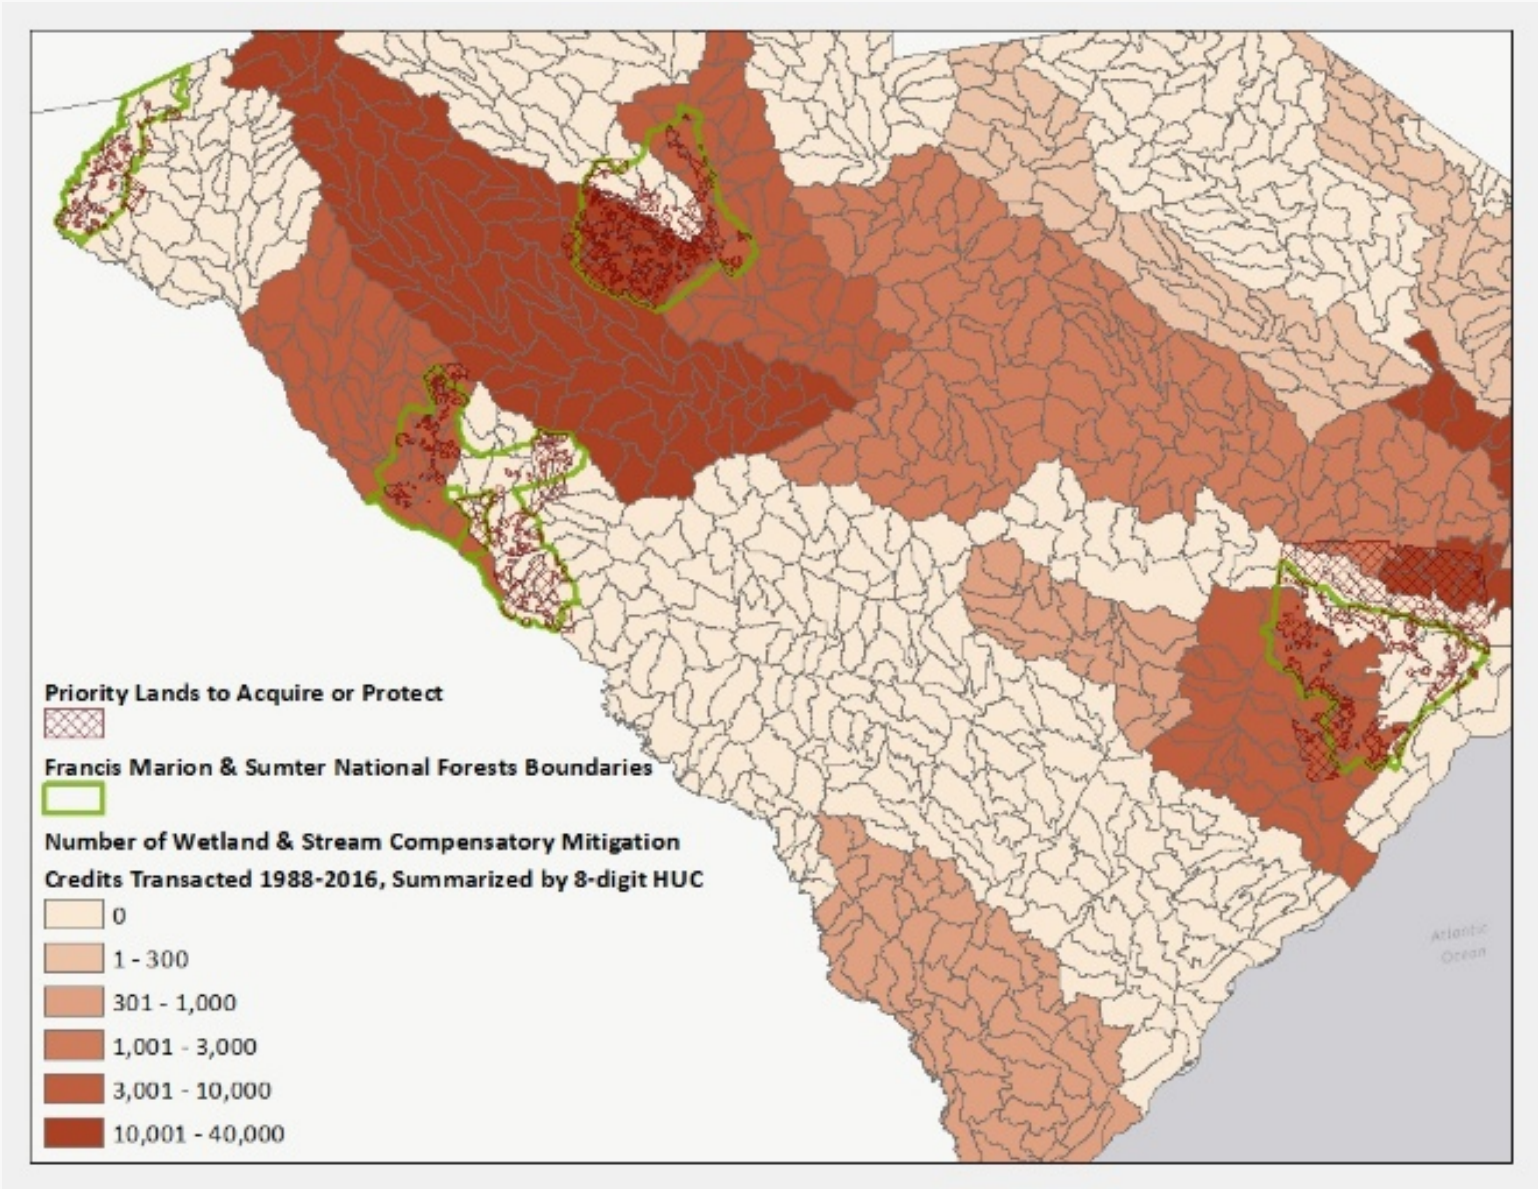 Priority Lands to Acquire or Protect
Francis Marion & Sumter National Forests Boundaries
Number of Wetland & Stream Compensatory Mitigation
Credits Transacted 1988-2016, Summarized by 8-digit HUC
0
1 - 300
301 - 1,000
1,001 - 3,000
3,001 - 10,000
10,001 - 40,000
Atlantic
Ocean